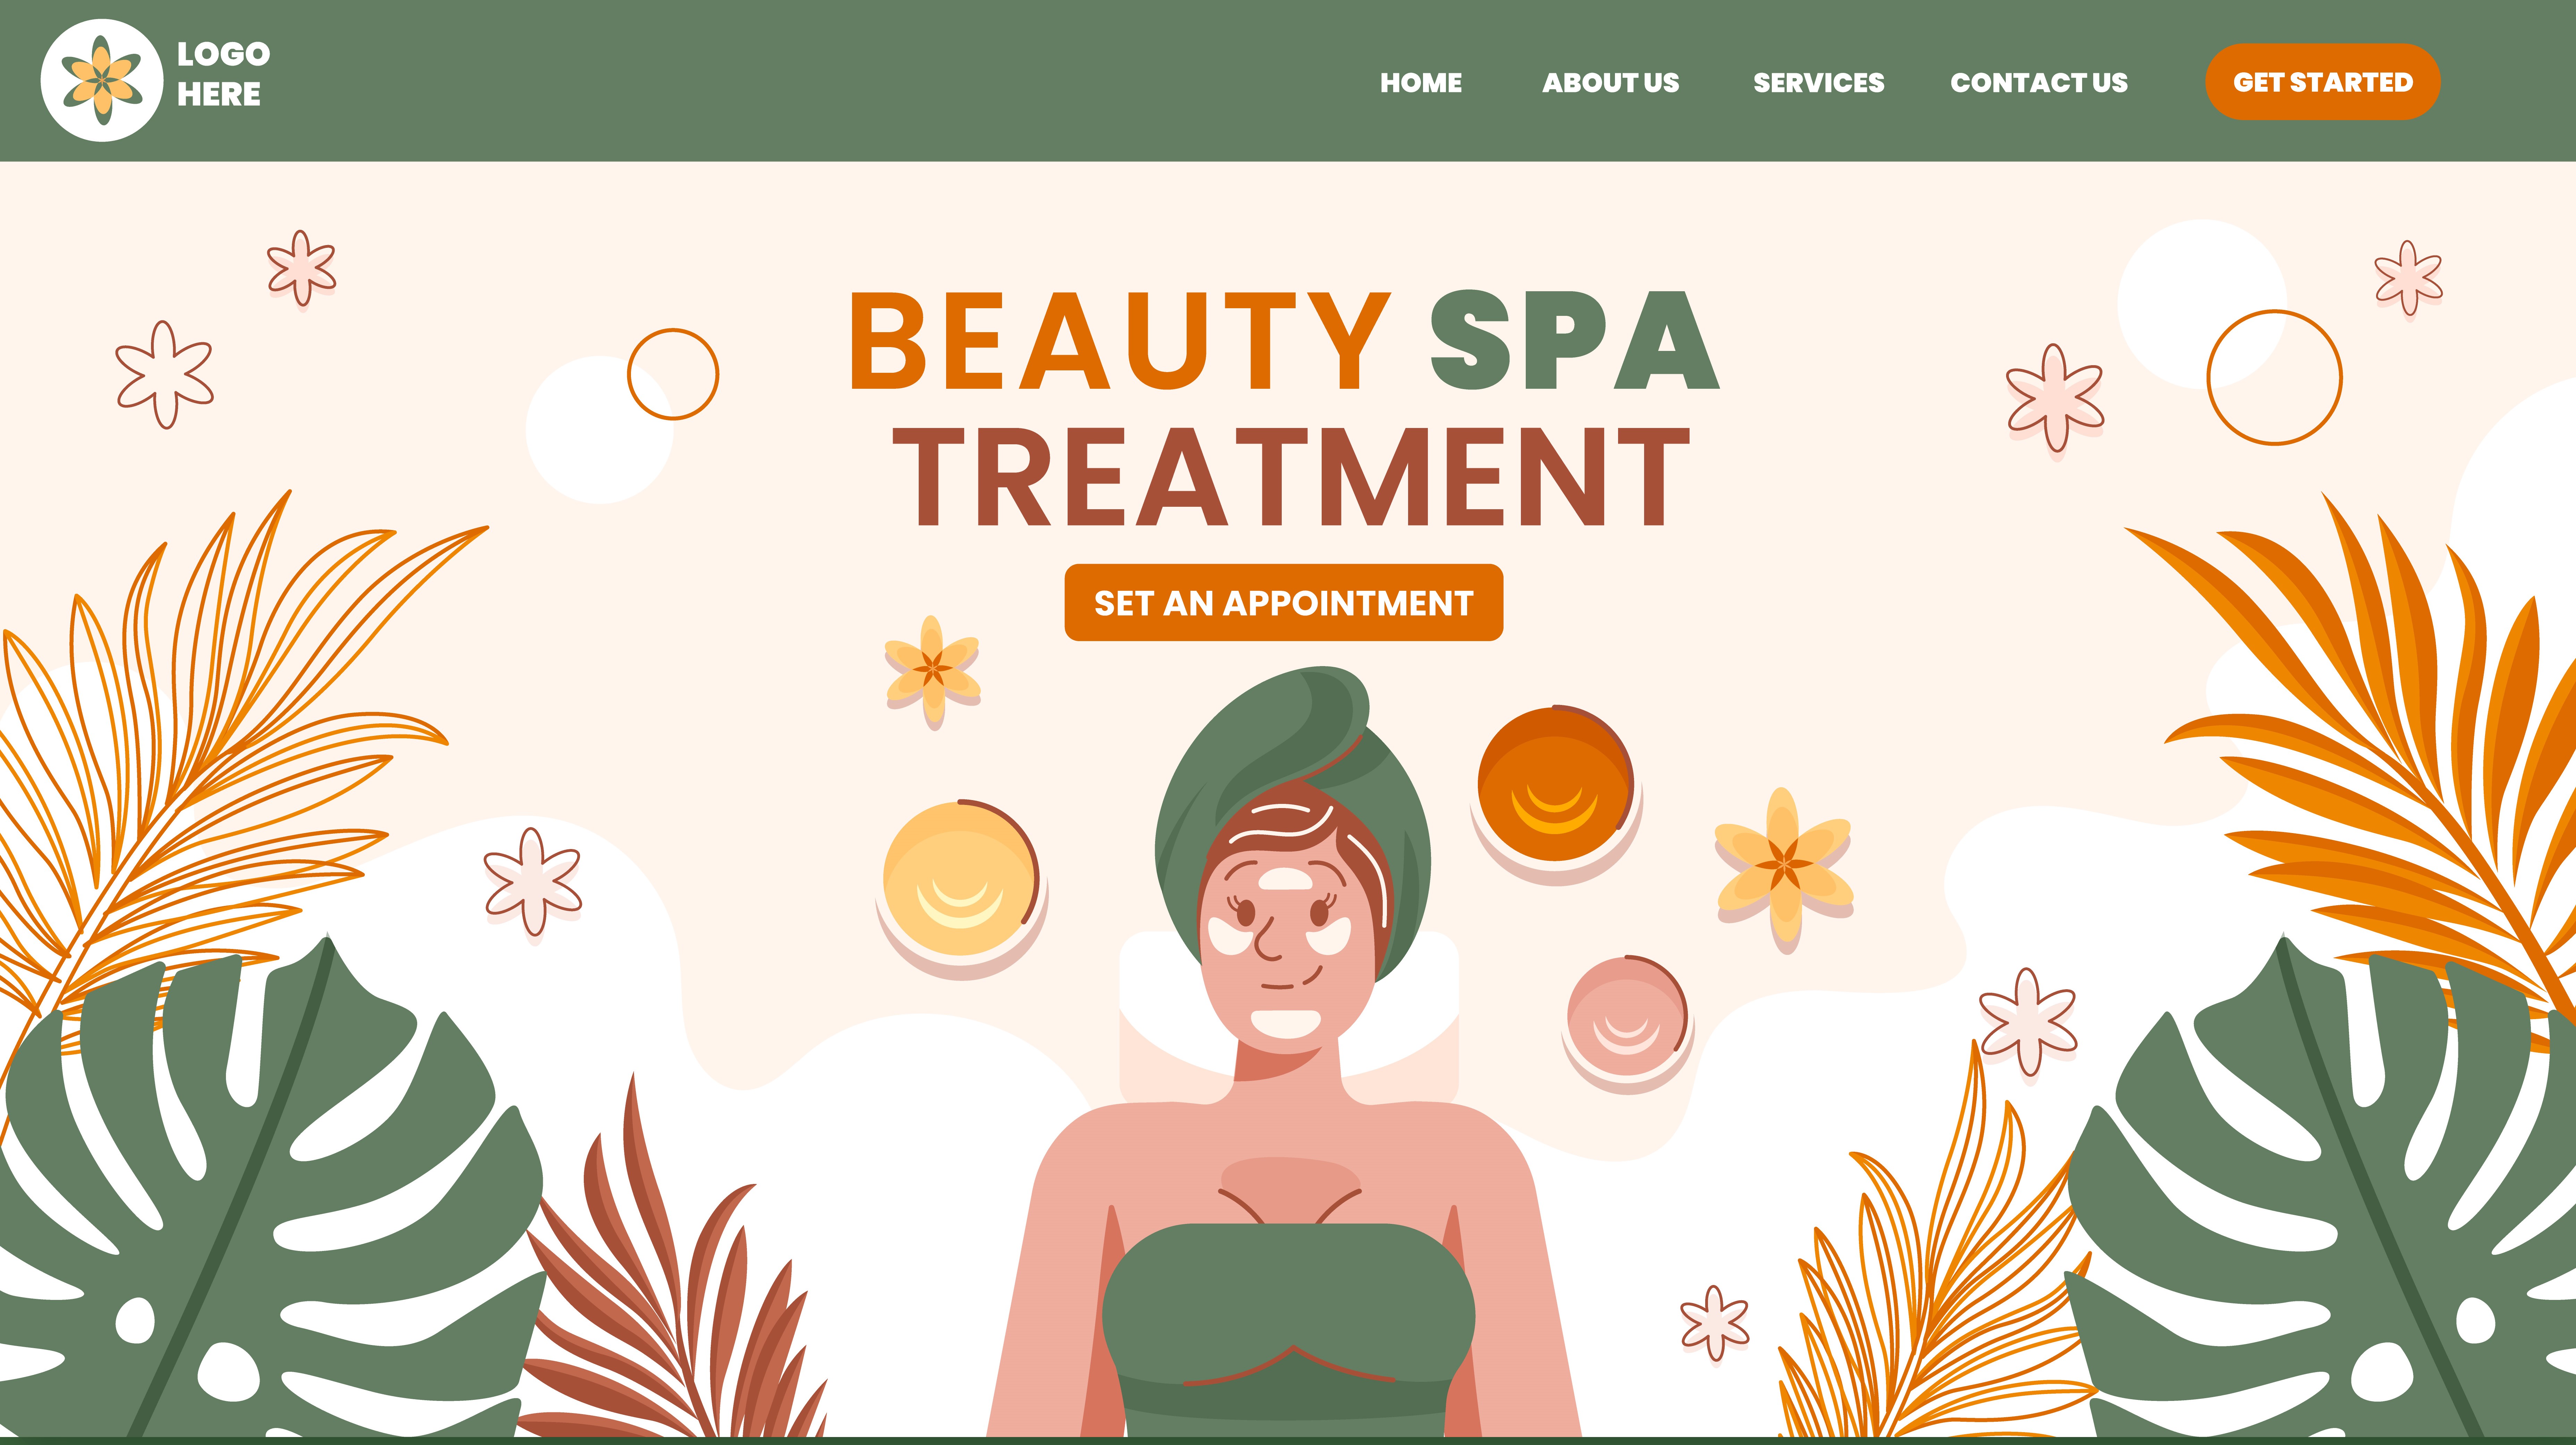 LOGO
HERE
HOME ABOUT US SERVICES CONTACT US GET STARTED
BEAUTY SPA
TREATMENT
SET AN APPOINTMENT